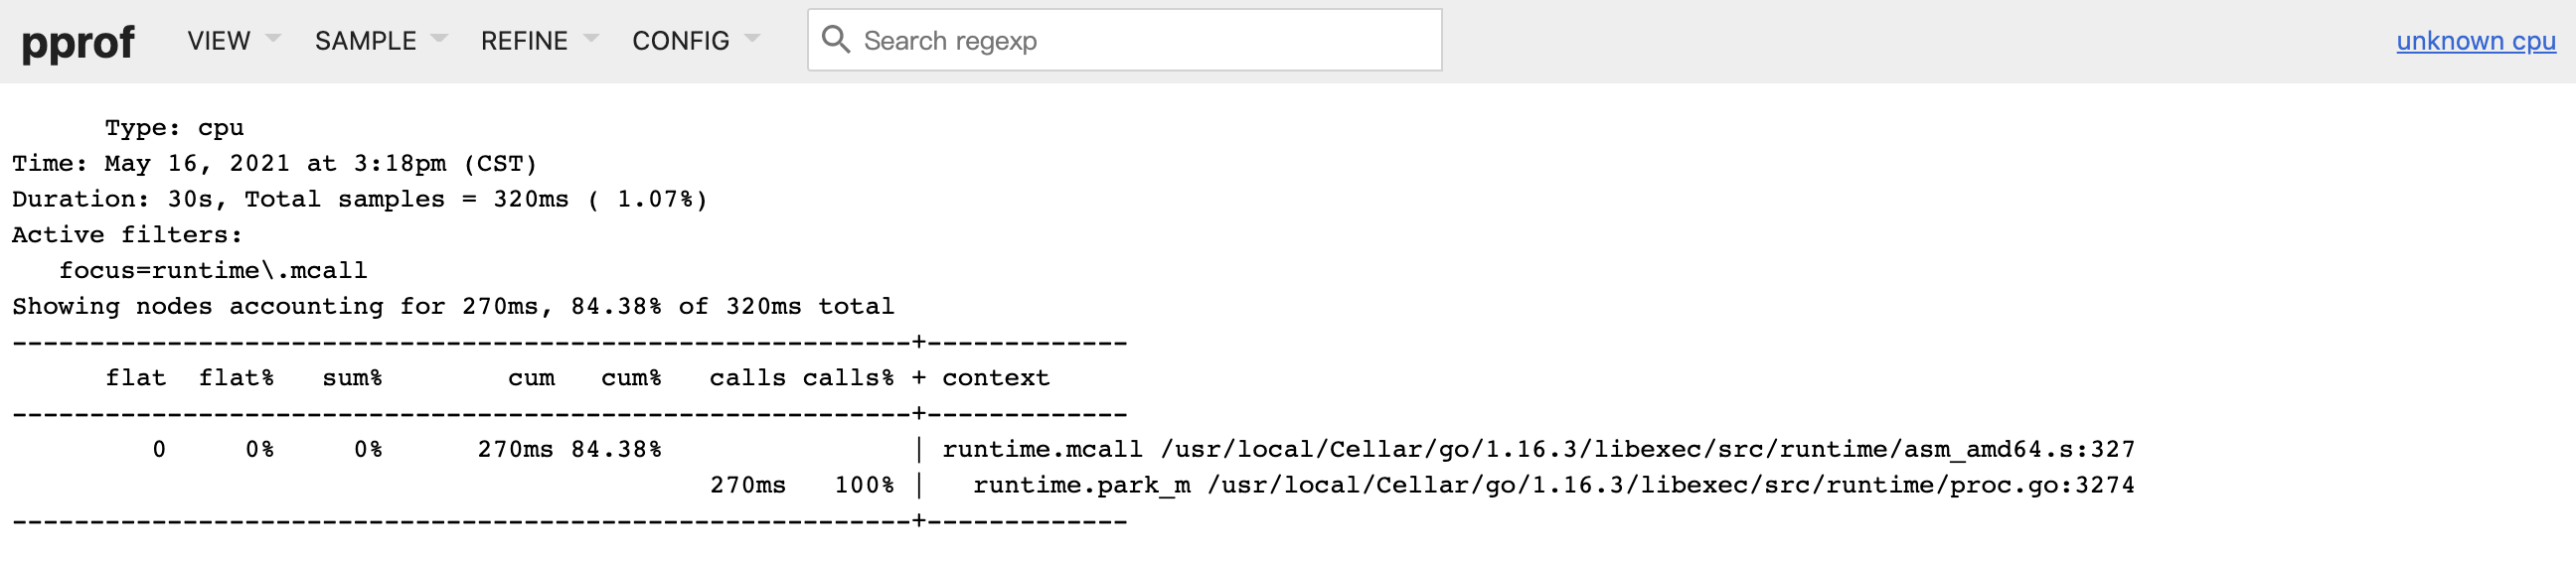 pprof VIEW SAMPLE REFINE CONFIG Search regexp unknown cpu
Type: cpu
Time: May 16, 2021 at 3:18pm (CST)
Duration: 30s, Total samples = 320ms ( 1.07%)
Active filters:
   focus=runtime\.mcall
Showing nodes accounting for 270ms, 84.38% of 320ms total
----------------------------------------------------------+-------------
      flat  flat%   sum%        cum   cum%   calls calls% + context
----------------------------------------------------------+-------------
         0     0%     0%      270ms 84.38%                | runtime.mcall /usr/local/Cellar/go/1.16.3/libexec/src/runtime/asm_amd64.s:327
                                             270ms   100% |   runtime.park_m /usr/local/Cellar/go/1.16.3/libexec/src/runtime/proc.go:3274
----------------------------------------------------------+-------------